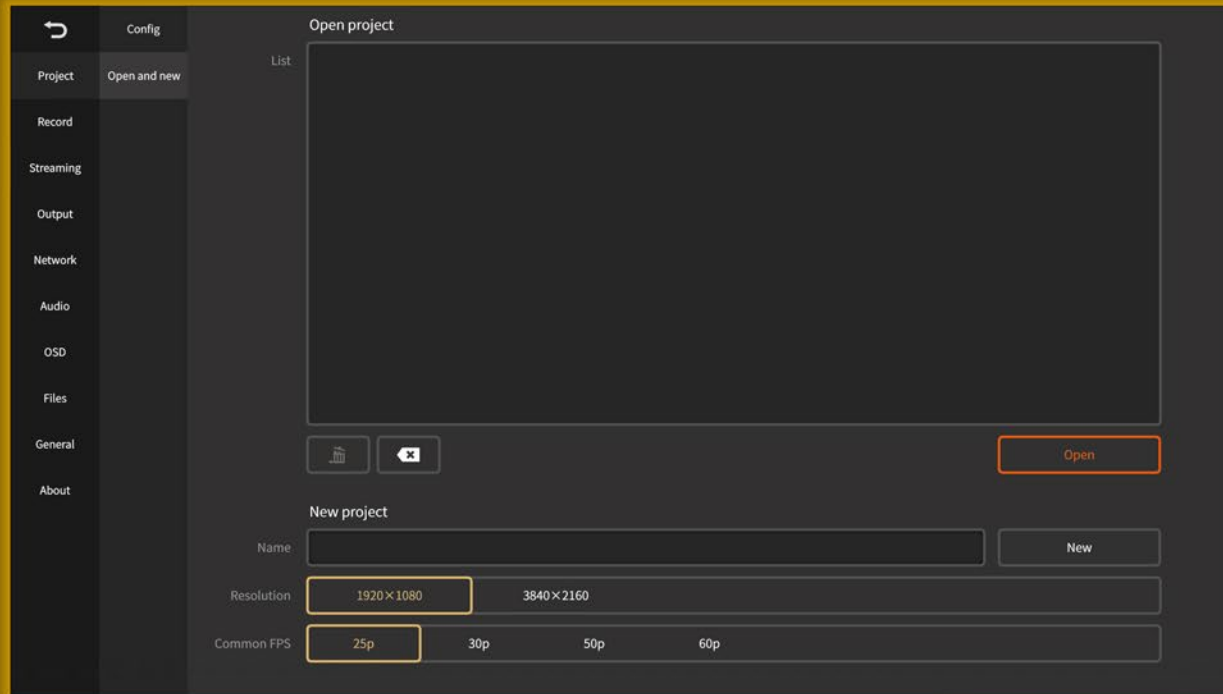 Config
Project
Open and new
Record
Streaming
Output
Network
Audio
OSD
Files
General
About
Open project
List
Open
New project
Name
New
Resolution
1920×1080
3840×2160
Common FPS
25p
30p
50p
60p